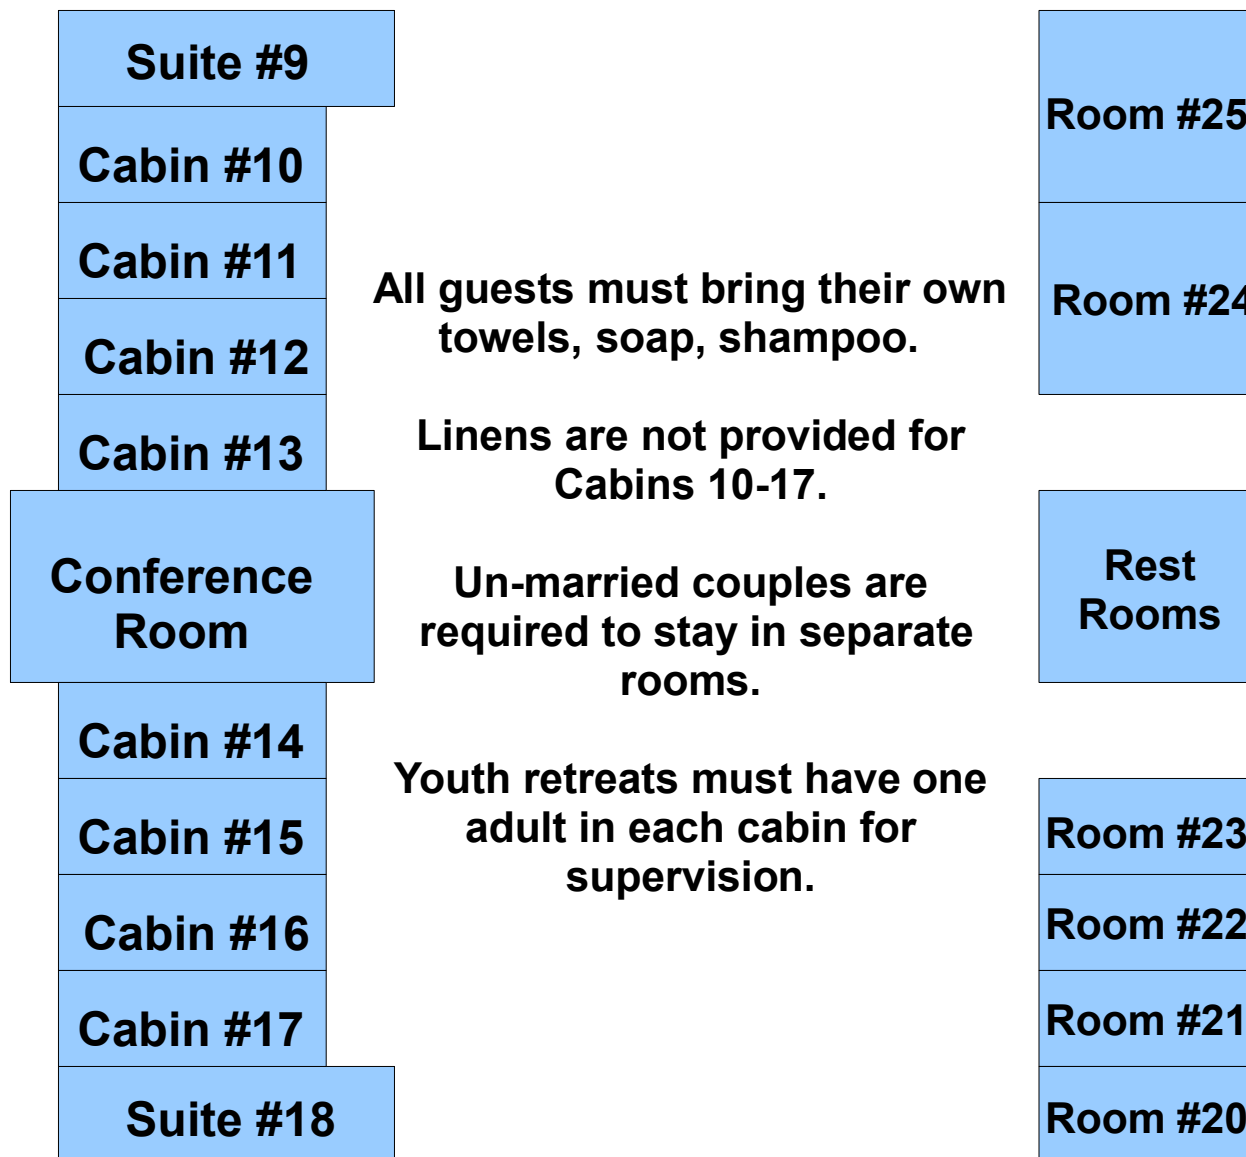 Suite #9
Cabin #10
Cabin #11
Cabin #12
Cabin #13
Conference
Room
Cabin #14
Cabin #15
Cabin #16
Cabin #17
Suite #18
All guests must bring their own
towels, soap, shampoo.
Linens are not provided for
Cabins 10-17.
Un-married couples are
required to stay in separate
rooms.
Youth retreats must have one
adult in each cabin for
supervision.
Room #25
Room #24
Rest
Rooms
Room #23
Room #22
Room #21
Room #20